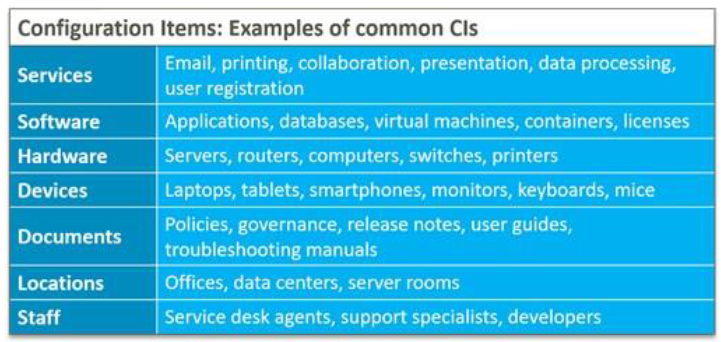 Configuration Items: Examples of common CIs
Services
Email, printing, collaboration, presentation, data processing,
user registration
Software
Applications, databases, virtual machines, containers, licenses
Hardware
Servers, routers, computers, switches, printers
Devices
Laptops, tablets, smartphones, monitors, keyboards, mice
Documents
Policies, governance, release notes, user guides,
troubleshooting manuals
Locations
Offices, data centers, server rooms
Staff
Service desk agents, support specialists, developers